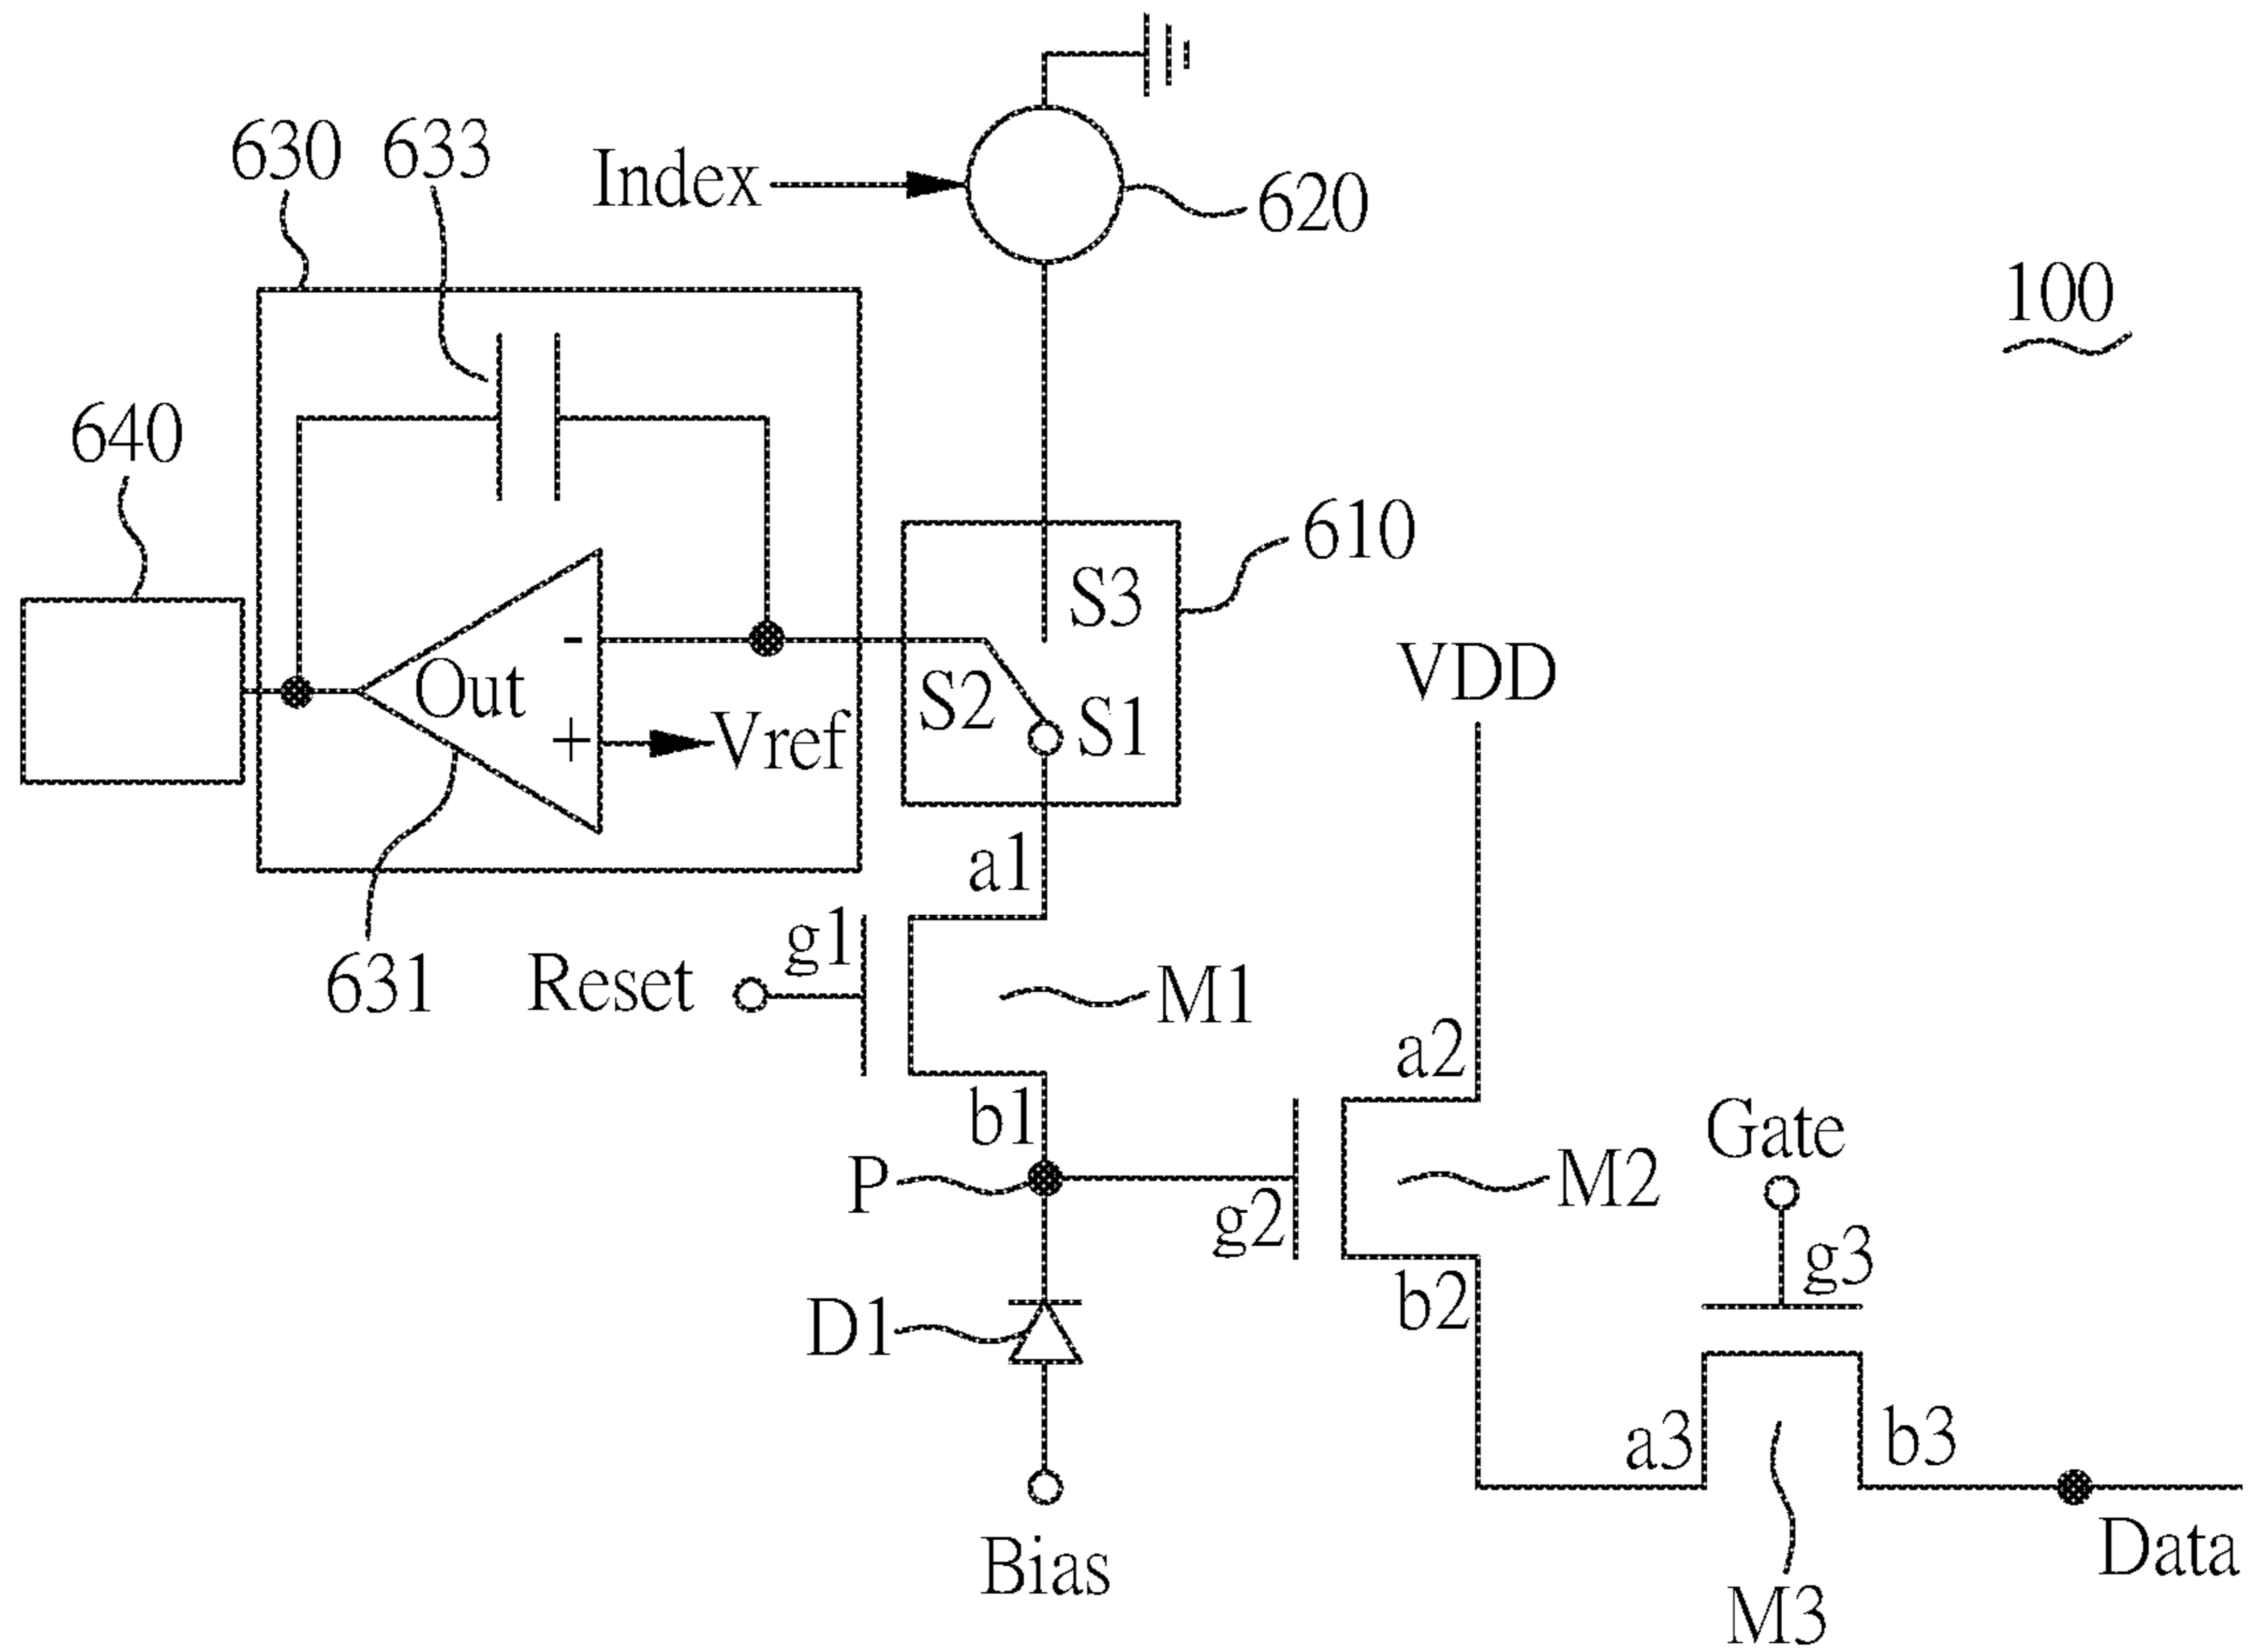 630
633
Index
620
100
640
610
S3
-
Out
S2
VDD
+
Vref
S1
a1
g1
631
Reset
M1
a2
b1
Gate
P
M2
g2
g3
b2
D1
a3
b3
Bias
Data
M3